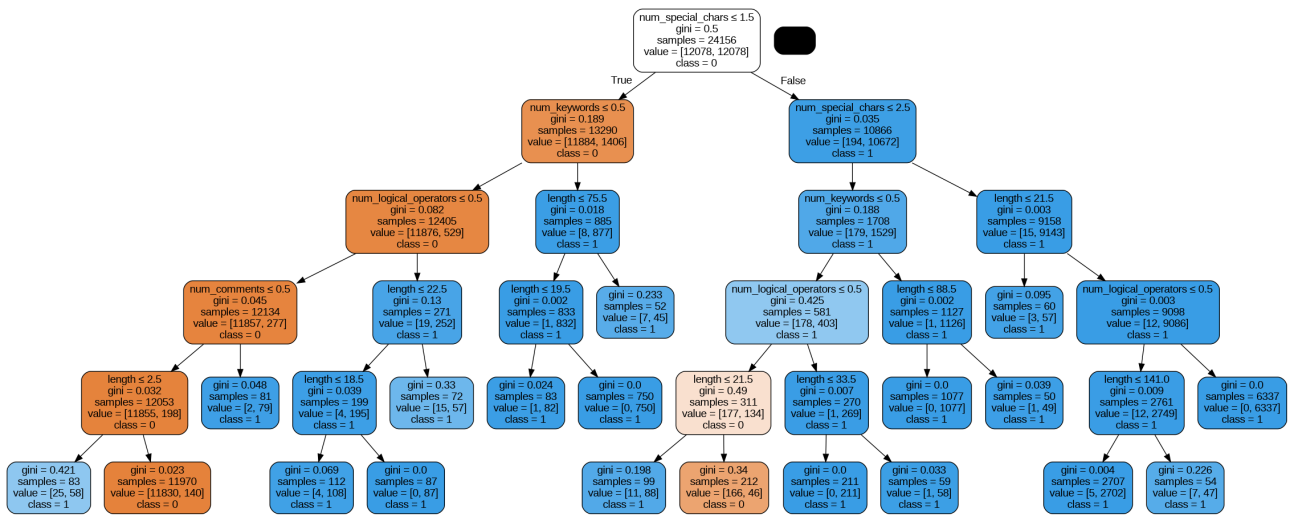 num_special_chars ≤ 1.5
gini = 0.5
samples = 24156
value = [12078, 12078]
class = 0
True
False
num_keywords ≤ 0.5
gini = 0.189
samples = 13290
value = [11884, 1406]
class = 0
num_special_chars ≤ 2.5
gini = 0.035
samples = 10866
value = [194, 10672]
class = 1
num_logical_operators ≤ 0.5
gini = 0.082
samples = 12405
value = [11876, 529]
class = 0
length ≤ 75.5
gini = 0.018
samples = 885
value = [8, 877]
class = 1
num_keywords ≤ 0.5
gini = 0.188
samples = 1708
value = [179, 1529]
class = 1
length ≤ 21.5
gini = 0.003
samples = 9158
value = [15, 9143]
class = 1
num_comments ≤ 0.5
gini = 0.045
samples = 12134
value = [11857, 277]
class = 0
length ≤ 22.5
gini = 0.13
samples = 271
value = [19, 252]
class = 1
length ≤ 19.5
gini = 0.002
samples = 833
value = [1, 832]
class = 1
gini = 0.233
samples = 52
value = [7, 45]
class = 1
num_logical_operators ≤ 0.5
gini = 0.425
samples = 581
value = [178, 403]
class = 1
length ≤ 88.5
gini = 0.002
samples = 1127
value = [1, 1126]
class = 1
gini = 0.095
samples = 60
value = [3, 57]
class = 1
num_logical_operators ≤ 0.5
gini = 0.003
samples = 9098
value = [12, 9086]
class = 1
length ≤ 2.5
gini = 0.032
samples = 12053
value = [11855, 198]
class = 0
gini = 0.048
samples = 81
value = [2, 79]
class = 1
length ≤ 18.5
gini = 0.039
samples = 199
value = [4, 195]
class = 1
gini = 0.33
samples = 72
value = [15, 57]
class = 1
gini = 0.024
samples = 83
value = [1, 82]
class = 1
gini = 0.0
samples = 750
value = [0, 750]
class = 1
length ≤ 21.5
gini = 0.49
samples = 311
value = [177, 134]
class = 0
length ≤ 33.5
gini = 0.007
samples = 270
value = [1, 269]
class = 1
gini = 0.0
samples = 1077
value = [0, 1077]
class = 1
gini = 0.039
samples = 50
value = [1, 49]
class = 1
length ≤ 141.0
gini = 0.009
samples = 2761
value = [12, 2749]
class = 1
gini = 0.0
samples = 6337
value = [0, 6337]
class = 1
gini = 0.421
samples = 83
value = [25, 58]
class = 1
gini = 0.023
samples = 11970
value = [11830, 140]
class = 0
gini = 0.069
samples = 112
value = [4, 108]
class = 1
gini = 0.0
samples = 87
value = [0, 87]
class = 1
gini = 0.198
samples = 99
value = [11, 88]
class = 1
gini = 0.34
samples = 212
value = [166, 46]
class = 0
gini = 0.0
samples = 211
value = [0, 211]
class = 1
gini = 0.033
samples = 59
value = [1, 58]
class = 1
gini = 0.004
samples = 2707
value = [5, 2702]
class = 1
gini = 0.226
samples = 54
value = [7, 47]
class = 1